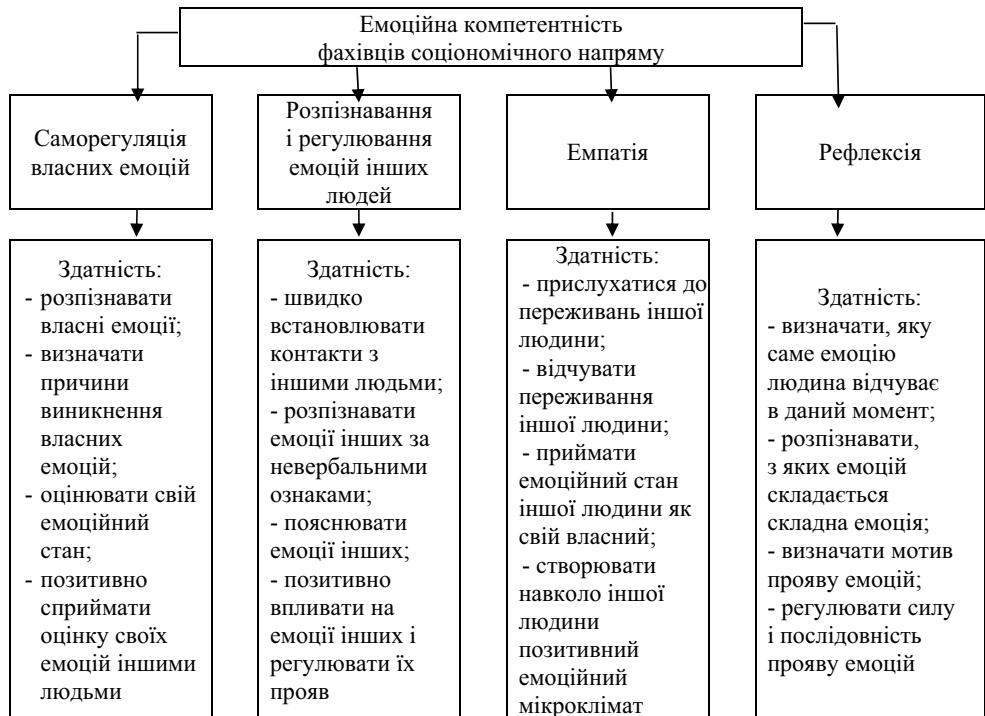 Емоційна компетентність
фахівців соціономічного напряму
Саморегуляція
власних емоцій
Розпізнавання
і регулювання
емоцій інших
людей
Емпатія
Рефлексія
Здатність:
- розпізнавати
власні емоції;
- визначати
причини
виникнення
власних
емоцій;
- оцінювати свій
емоційний
стан;
- позитивно
сприймати
оцінку своїх
емоцій іншими
людьми
Здатність:
- швидко
встановлювати
контакти з
іншими людьми;
- розпізнавати
емоції інших за
невербальними
ознаками;
- пояснювати
емоції інших;
- позитивно
впливати на
емоції інших і
регулювати їх
прояв
Здатність:
- прислухатися до
переживань іншої
людини;
- відчувати
переживання
іншої людини;
- приймати
емоційний стан
іншої людини як
свій власний;
- створювати
навколо іншої
людини
позитивний
емоційний
мікроклімат
Здатність:
- визначати, яку
саме емоцію
людина відчуває
в даний момент;
- розпізнавати,
з яких емоцій
складається
складна емоція;
- визначати мотив
прояву емоцій;
- регулювати силу
і послідовність
прояву емоцій